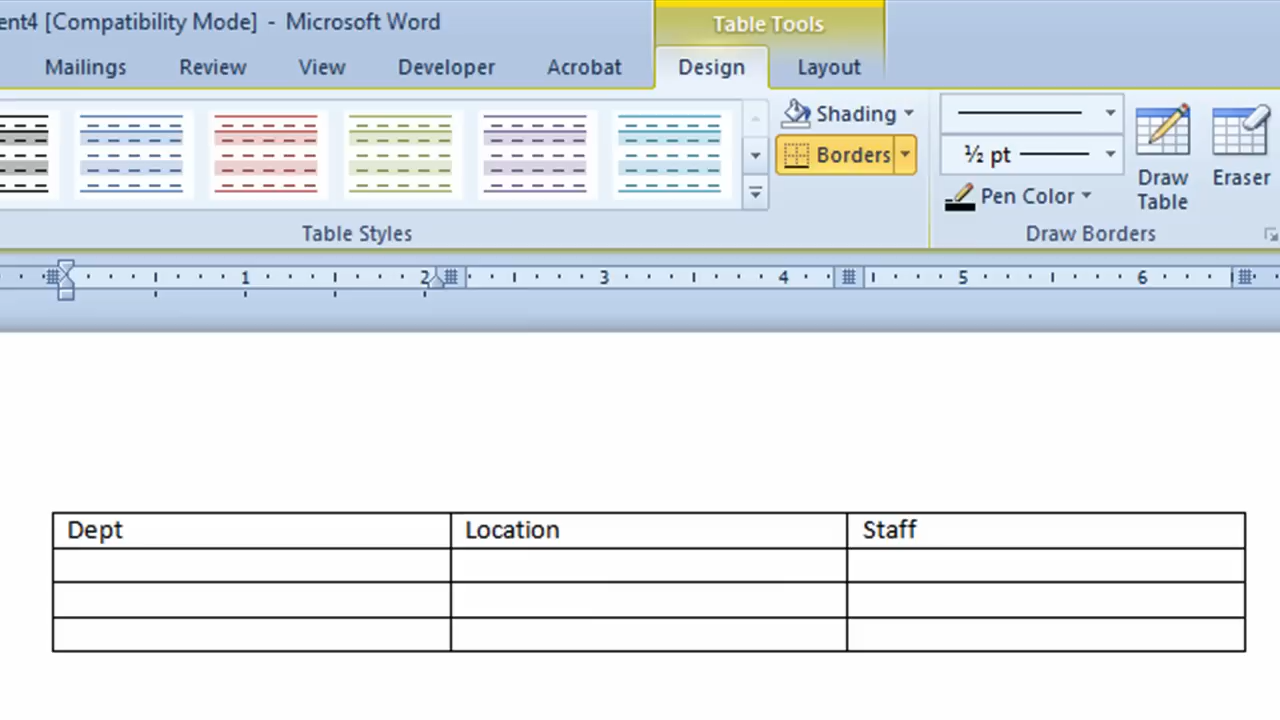 ent4 [Compatibility Mode] - Microsoft Word
Table Tools
Mailings Review View Developer Acrobat Design Layout
Shading
Borders
½ pt
Pen Color
Draw Table
Eraser
Table Styles
Draw Borders
1 2 3 4 5 6
Dept Location Staff